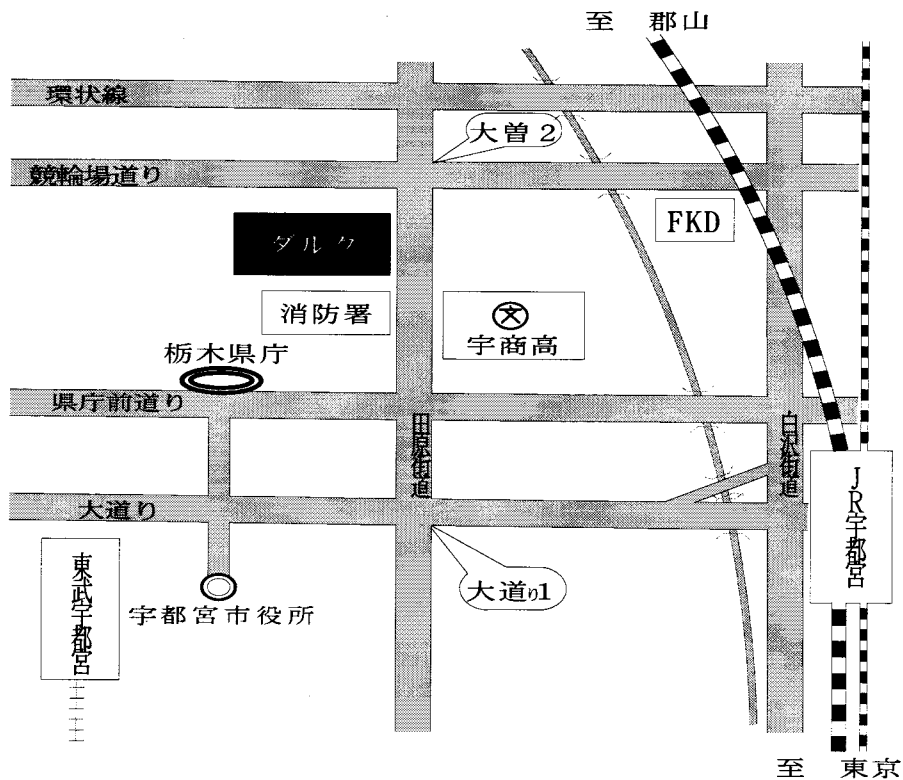 至 郡山
環状線
大曽 2
競輪場道り
FKD
ダルク
消防署
文
宇商高
栃木県庁
県庁前道り
田原街道
白沢街道
JR宇都宮
大道り
東武宇都宮
大道り1
宇都宮市役所
至 東京